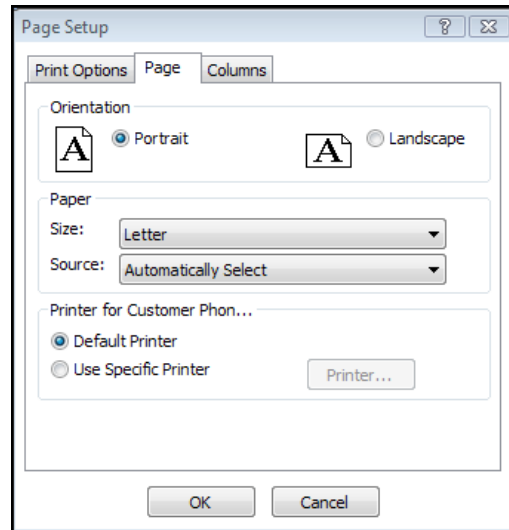 Page Setup
Print Options Page Columns
Orientation
A Portrait A Landscape
Paper
Size: Letter
Source: Automatically Select
Printer for Customer Phon...
Default Printer
Use Specific Printer Printer...
OK Cancel